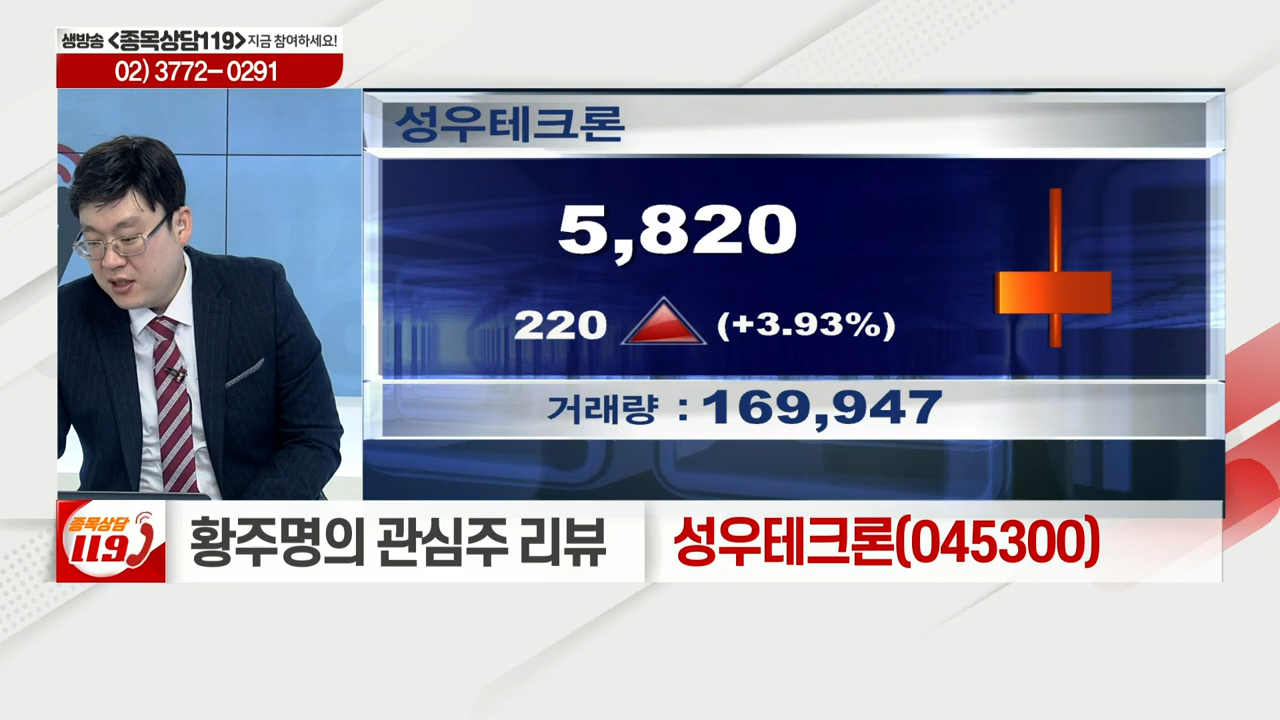 생방송 <종목상담119> 지금 참여하세요!
02) 3772-0291
성우테크론
5,820
220 ▲ (+3.93%)
거래량 : 169,947
종목상담
119
황주명의 관심주 리뷰
성우테크론(045300)